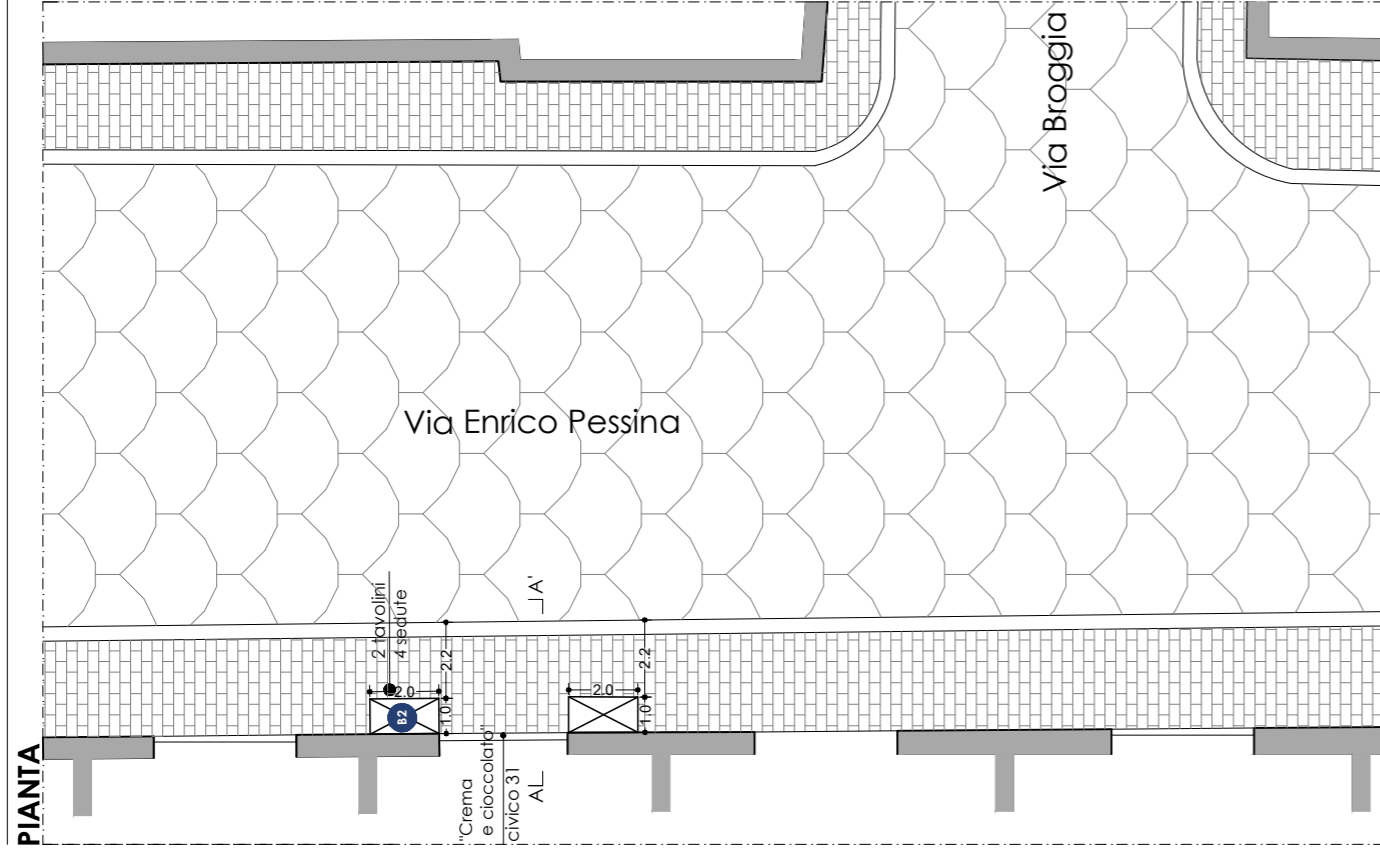 PIANTA
Via Broggia
Via Enrico Pessina
2 tavolini
4 sedute
A'
2.2
2.2
2.0
2.0
B2
1.0
1.0
"Crema
e cioccolato"
civico 31
A